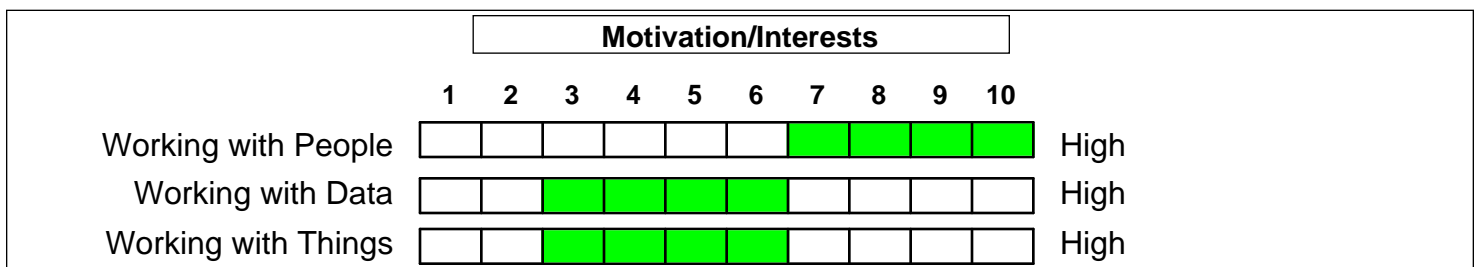 Motivation/Interests
1 2 3 4 5 6 7 8 9 10
Working with People High
Working with Data High
Working with Things High